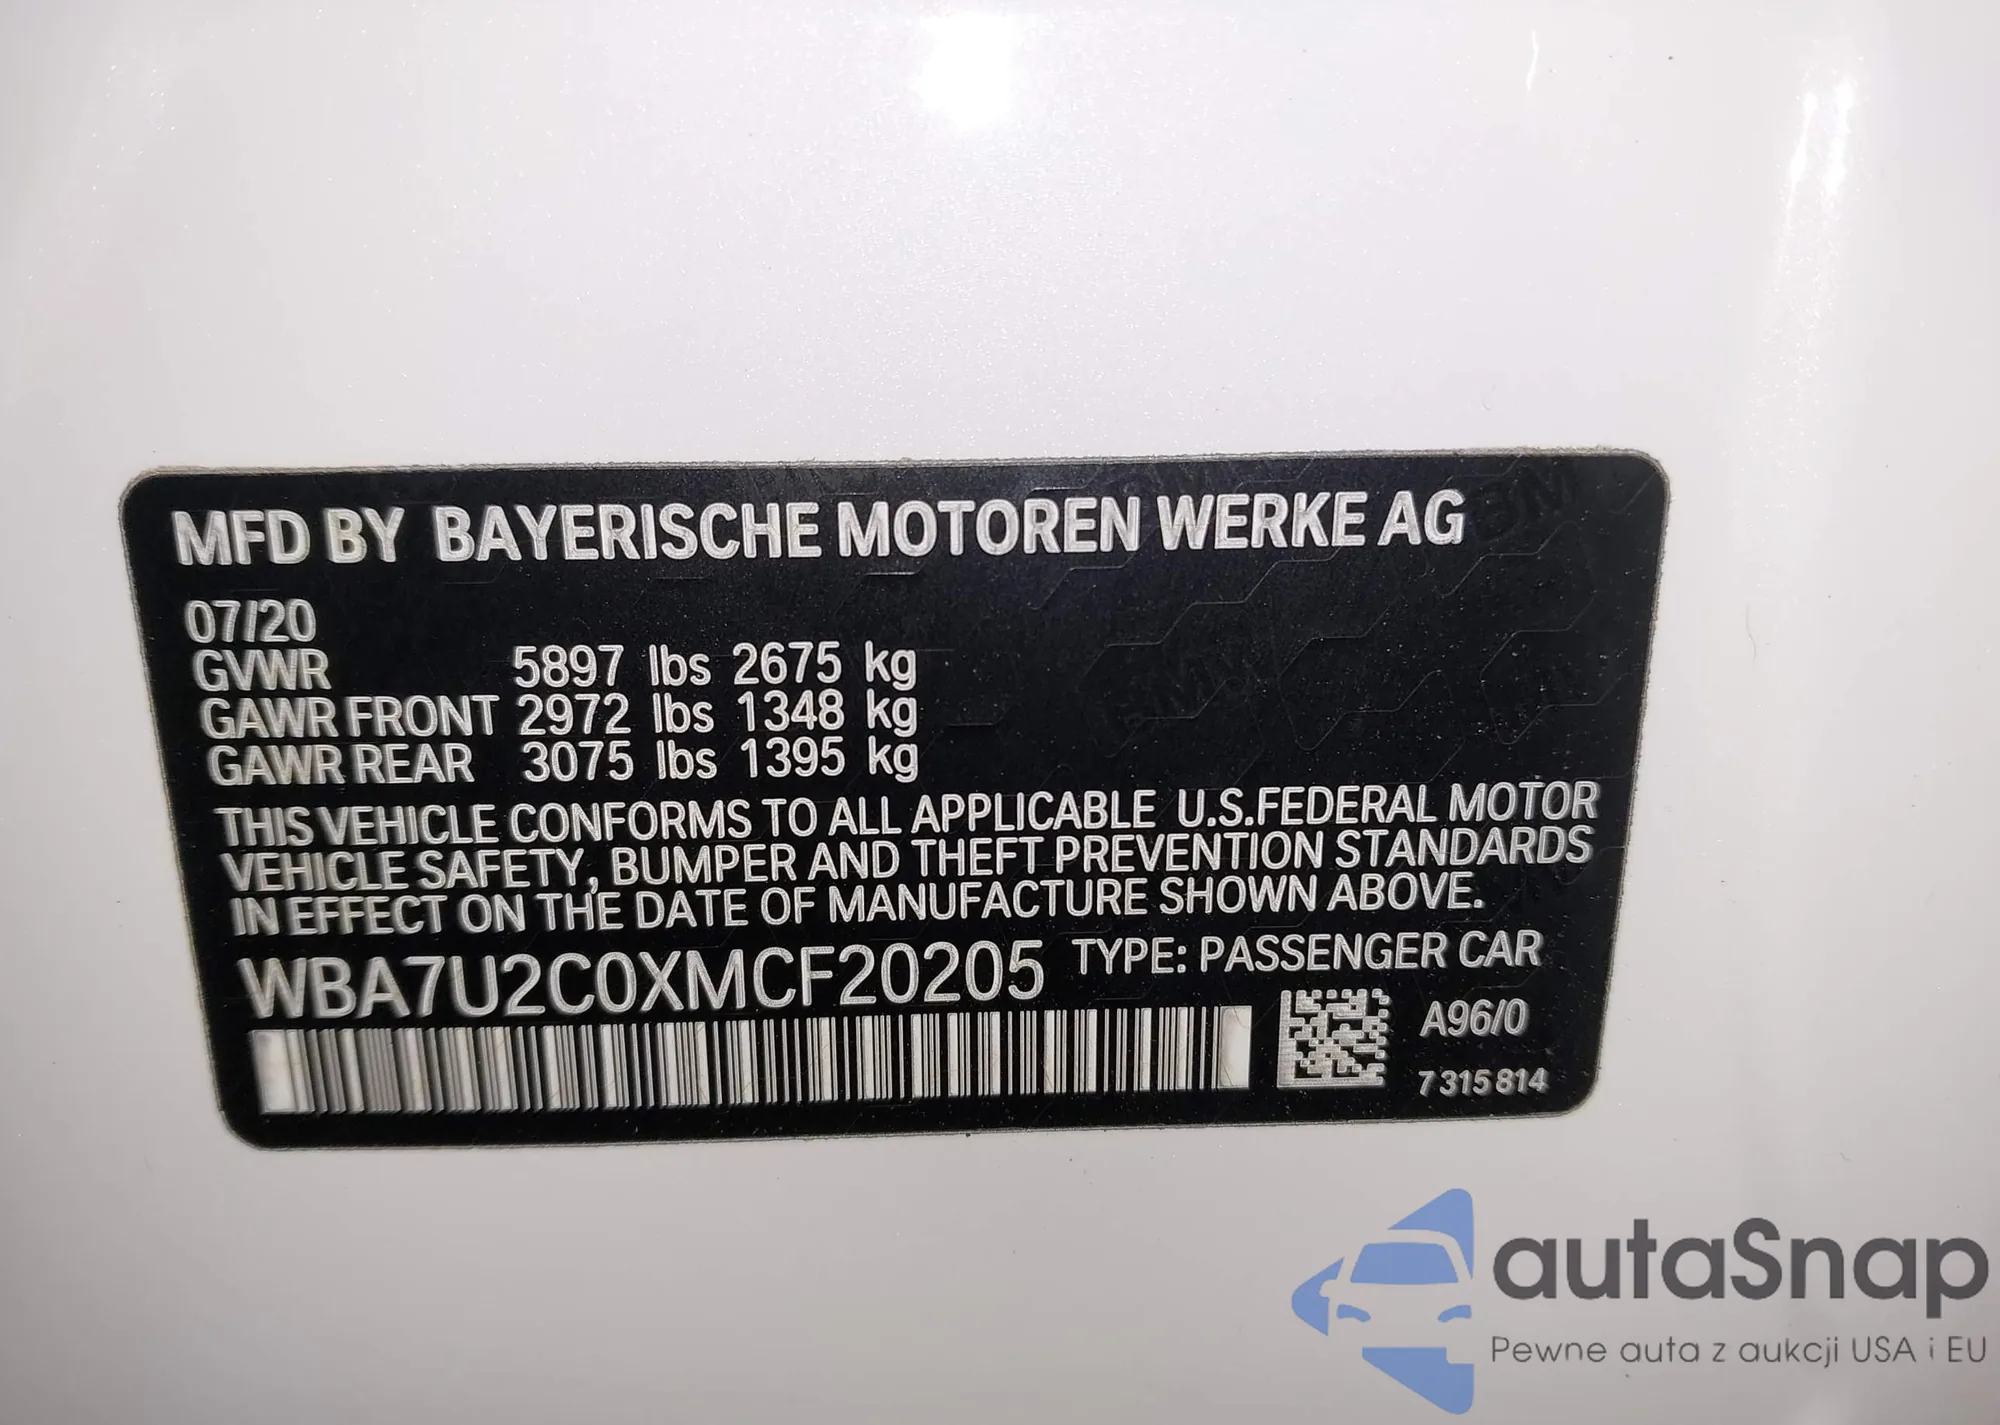 MFD BY BAYERISCHE MOTOREN WERKE AG
07/20
GVWR 5897 lbs 2675 kg
GAWR FRONT 2972 lbs 1348 kg
GAWR REAR 3075 lbs 1395 kg
THIS VEHICLE CONFORMS TO ALL APPLICABLE U.S.FEDERAL MOTOR
VEHICLE SAFETY, BUMPER AND THEFT PREVENTION STANDARDS
IN EFFECT ON THE DATE OF MANUFACTURE SHOWN ABOVE.
WBA7U2C0XMCF20205 TYPE: PASSENGER CAR
A96/0
7 315 814
autaSnap
Pewne auta z aukcji USA i EU